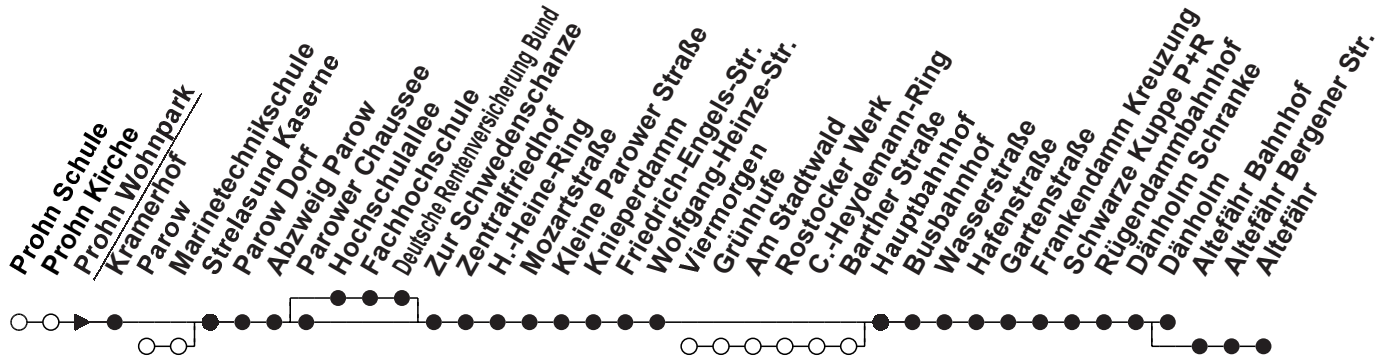 Prohn Schule
Prohn Kirche
Prohn Wohnpark
Kramerhof
Parow
Marinetechnikschule
Strelasund Kaserne
Parow Dorf
Abzweig Parow
Parower Chaussee
Hochschulallee
Fachhochschule
Deutsche Rentenversicherung Bund
Zur Schwedenschanze
Zentralfriedhof
H.-Heine-Ring
Mozartstraße
Kleine Parower Straße
Knieperdamm
Friedrich-Engels-Str.
Wolfgang-Heinze-Str.
Viermorgen
Grünhufe
Am Stadtwald
Rostocker Werk
C.-Heydemann-Ring
Barther Straße
Hauptbahnhof
Busbahnhof
Wasserstraße
Hafenstraße
Gartenstraße
Frankendamm Kreuzung
Schwarze Kuppe P+R
Rügendammbahnhof
Dänholm Schranke
Dänholm
Altefähr Bahnhof
Altefähr Bergener Str.
Altefähr